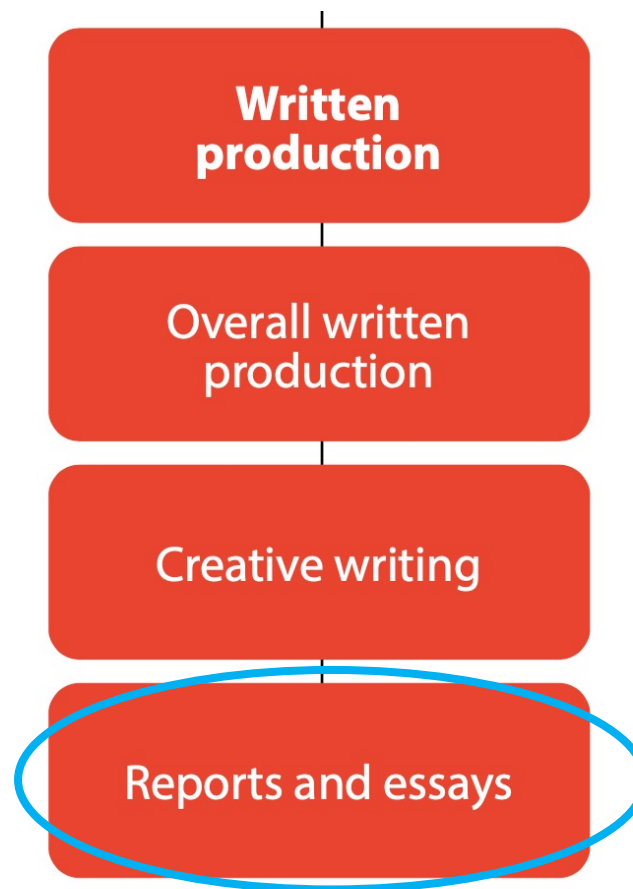 Written
production
Overall written
production
Creative writing
Reports and essays